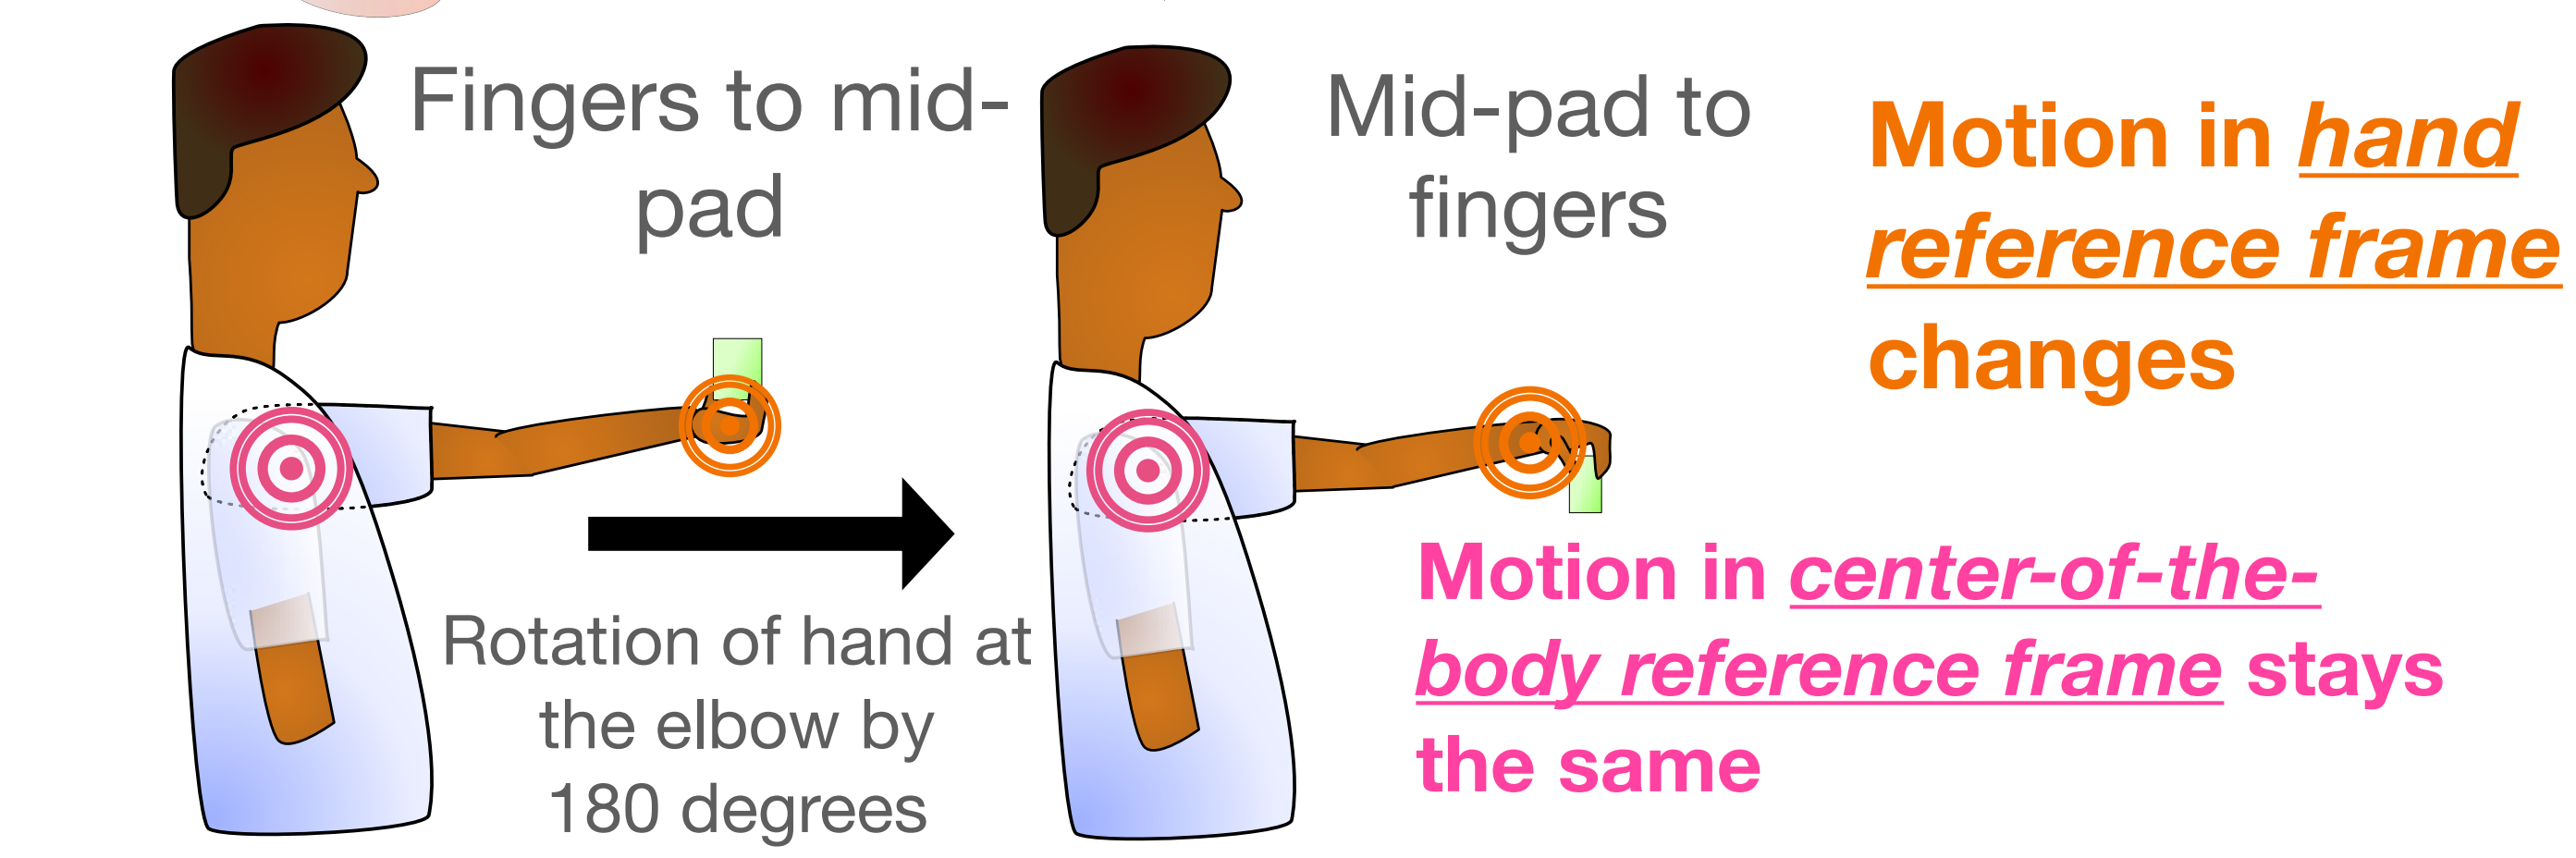 Fingers to mid-
pad
Mid-pad to
fingers
Motion in hand
reference frame
changes
Rotation of hand at
the elbow by
180 degrees
Motion in center-of-the-
body reference frame stays
the same